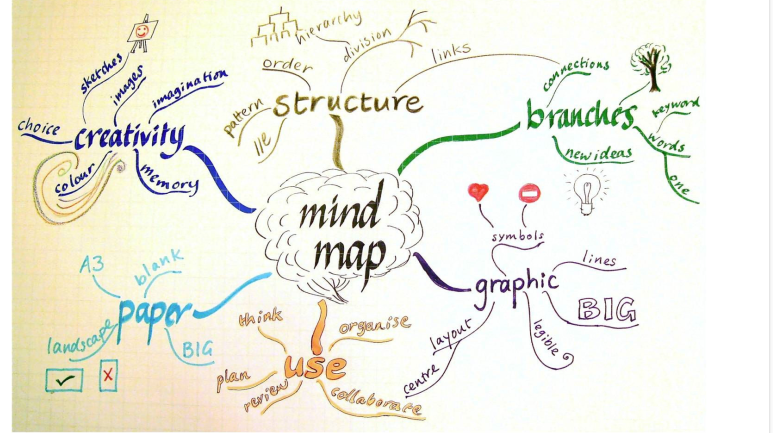 sketches
images
imagination
choice
creativity
colour
memory
hierarchy
division
links
order
structure
pattern
connections
branches
keyword
words
one
new ideas
mind
map
symbols
graphic
lines
BIG
legible
layout
centre
A3
blank
paper
landscape
BIG
think
organise
use
plan
review
collaborate